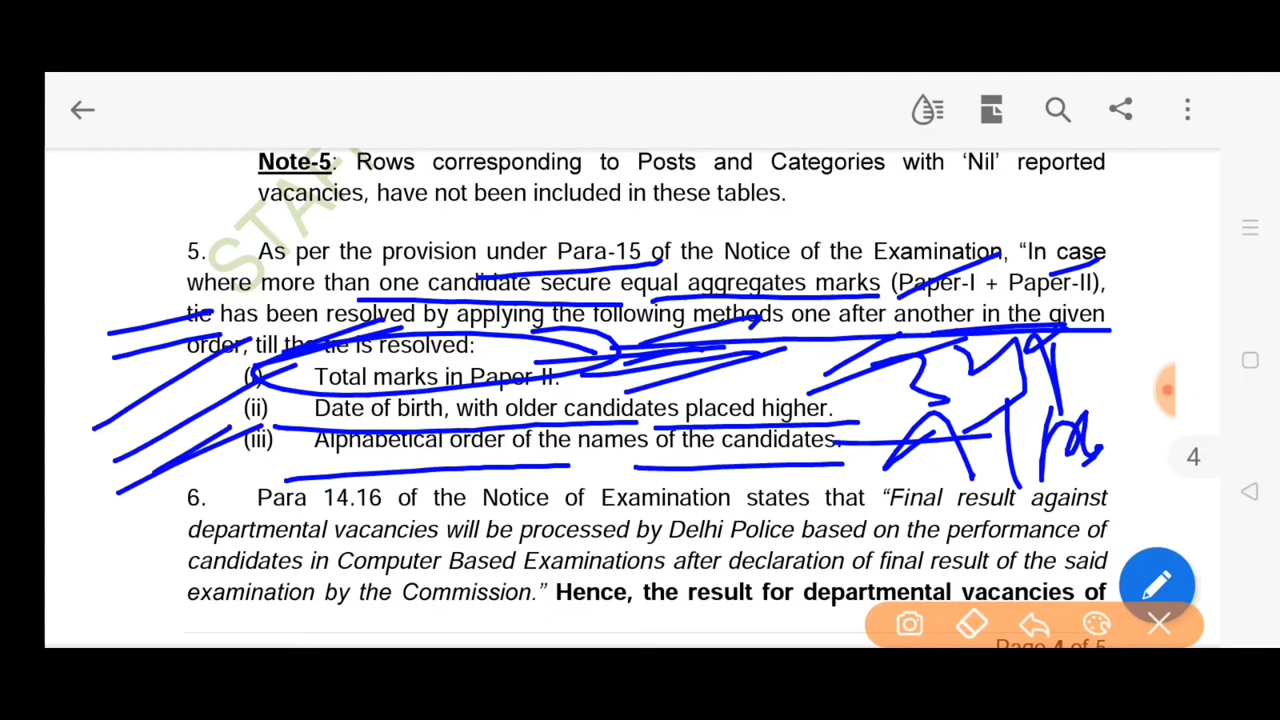 Note-5: Rows corresponding to Posts and Categories with ‘Nil’ reported
vacancies, have not been included in these tables.
5. As per the provision under Para-15 of the Notice of the Examination, “In case
where more than one candidate secure equal aggregates marks (Paper-I + Paper-II),
tie has been resolved by applying the following methods one after another in the given
order, till the tie is resolved:
(i) Total marks in Paper-II.
(ii) Date of birth, with older candidates placed higher.
(iii) Alphabetical order of the names of the candidates.
4
6. Para 14.16 of the Notice of Examination states that “Final result against
departmental vacancies will be processed by Delhi Police based on the performance of
candidates in Computer Based Examinations after declaration of final result of the said
examination by the Commission.” Hence, the result for departmental vacancies of
Page 4 of 5